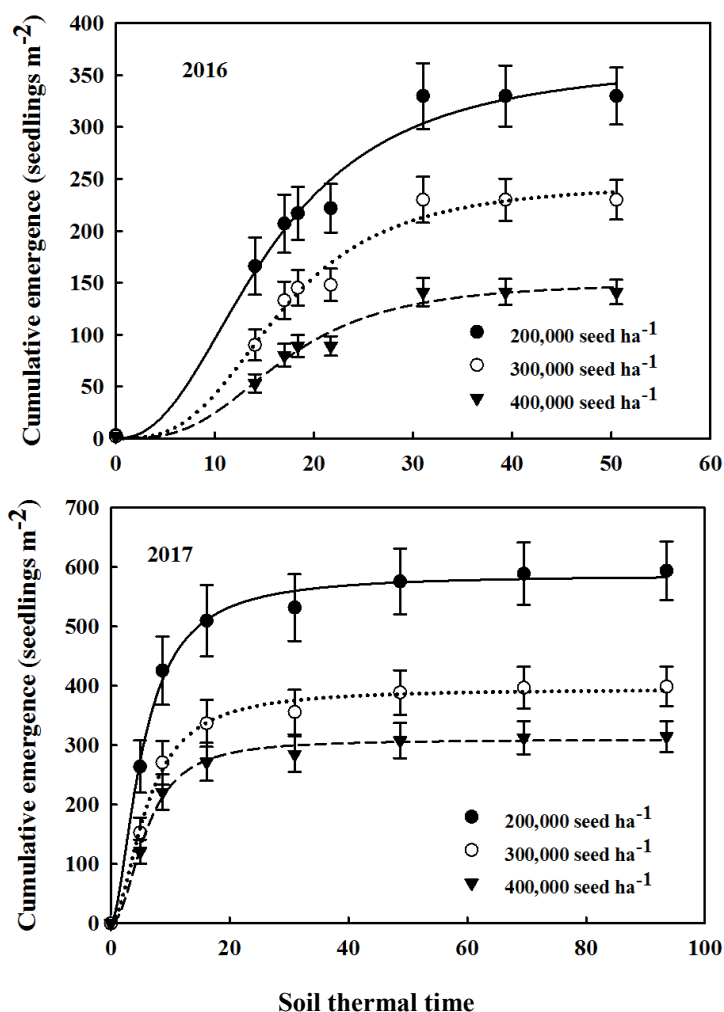 Cumulative emergence (seedlings m-2)
400
350
300
250
200
150
100
50
0
2016
200,000 seed ha-1
300,000 seed ha-1
400,000 seed ha-1
0 10 20 30 40 50 60
Cumulative emergence (seedlings m-2)
700
600
500
400
300
200
100
0
2017
200,000 seed ha-1
300,000 seed ha-1
400,000 seed ha-1
0 20 40 60 80 100
Soil thermal time